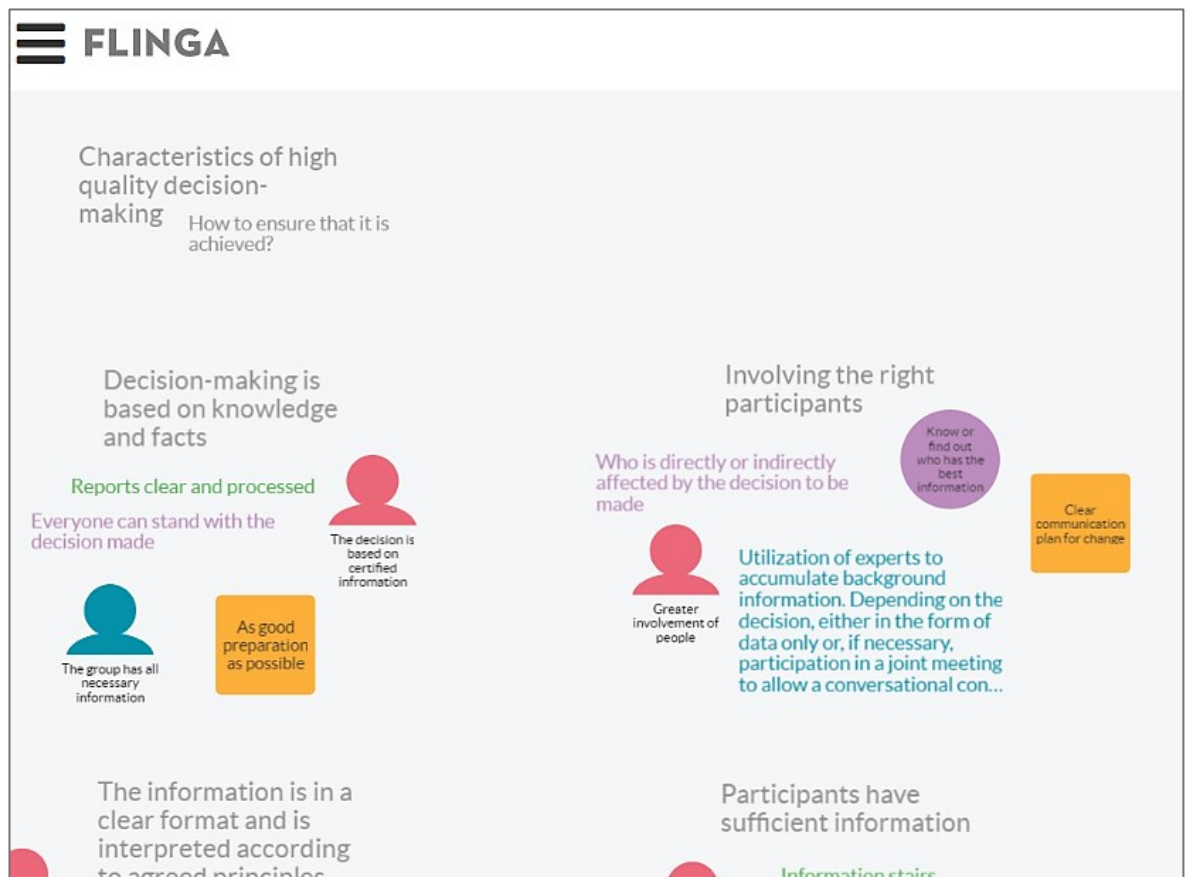 FLINGA
Characteristics of high
quality decision-
making
How to ensure that it is
achieved?
Decision-making is
based on knowledge
and facts
Reports clear and processed
Everyone can stand with the
decision made
The decision is
based on
certified
infromation
The group has all
necessary
information
As good
preparation
as possible
Involving the right
participants
Know or
find out
who has the
best
information
Who is directly or indirectly
affected by the decision to be
made
Clear
communication
plan for change
Greater
involvement of
people
Utilization of experts to
accumulate background
information. Depending on the
decision, either in the form of
data only or, if necessary,
participation in a joint meeting
to allow a conversational con...
The information is in a
clear format and is
interpreted according
to agreed principles
Participants have
sufficient information
Information stairs